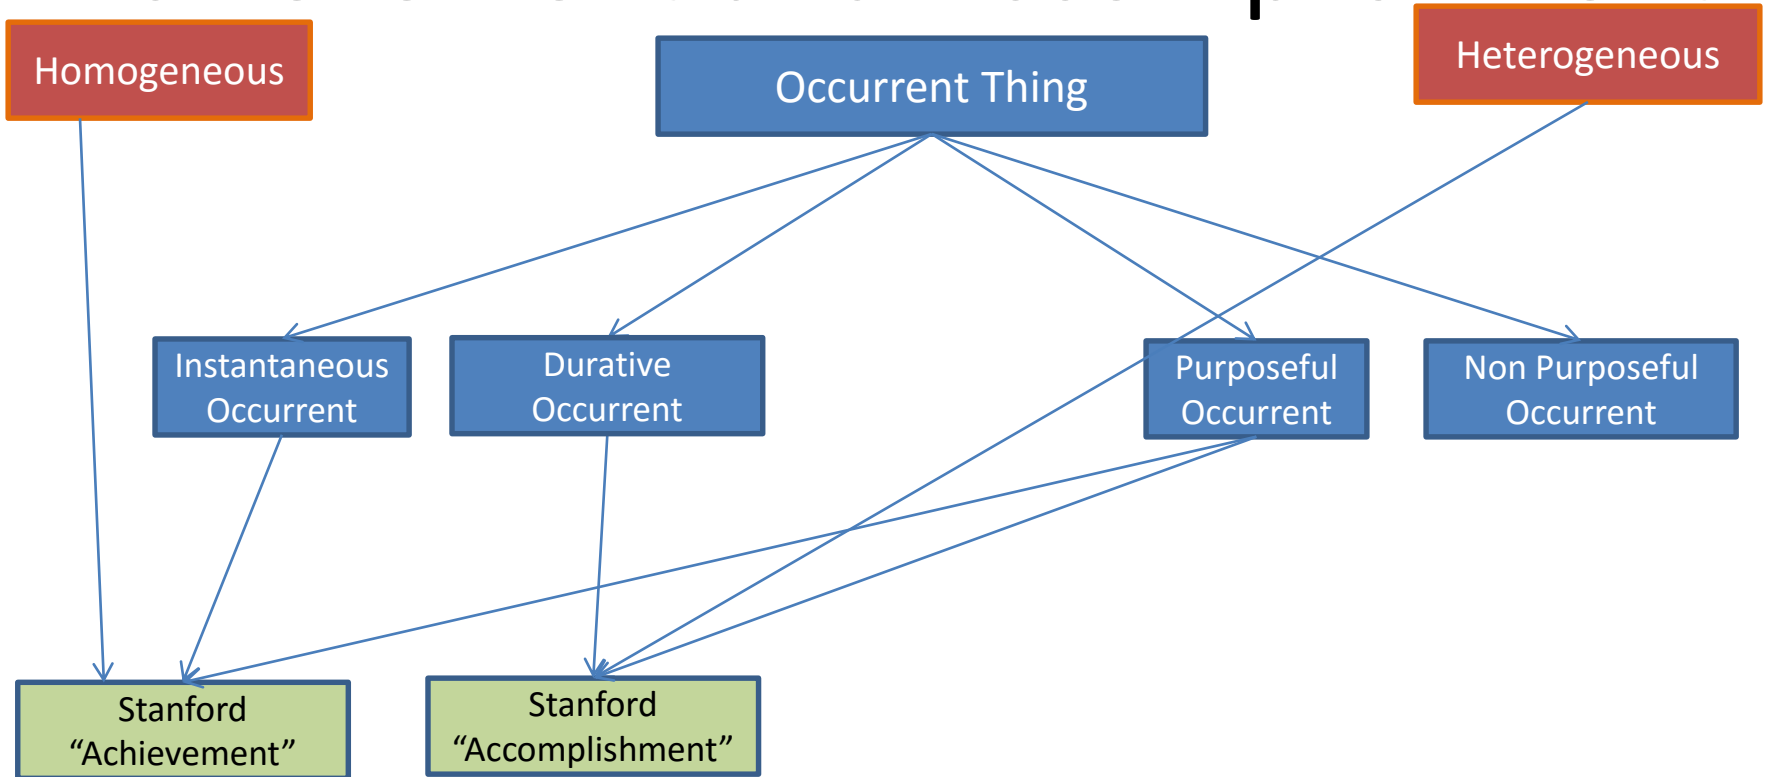 Homogeneous
Occurrent Thing
Heterogeneous
Instantaneous
Occurrent
Durative
Occurrent
Purposeful
Occurrent
Non Purposeful
Occurrent
Stanford
“Achievement”
Stanford
“Accomplishment”